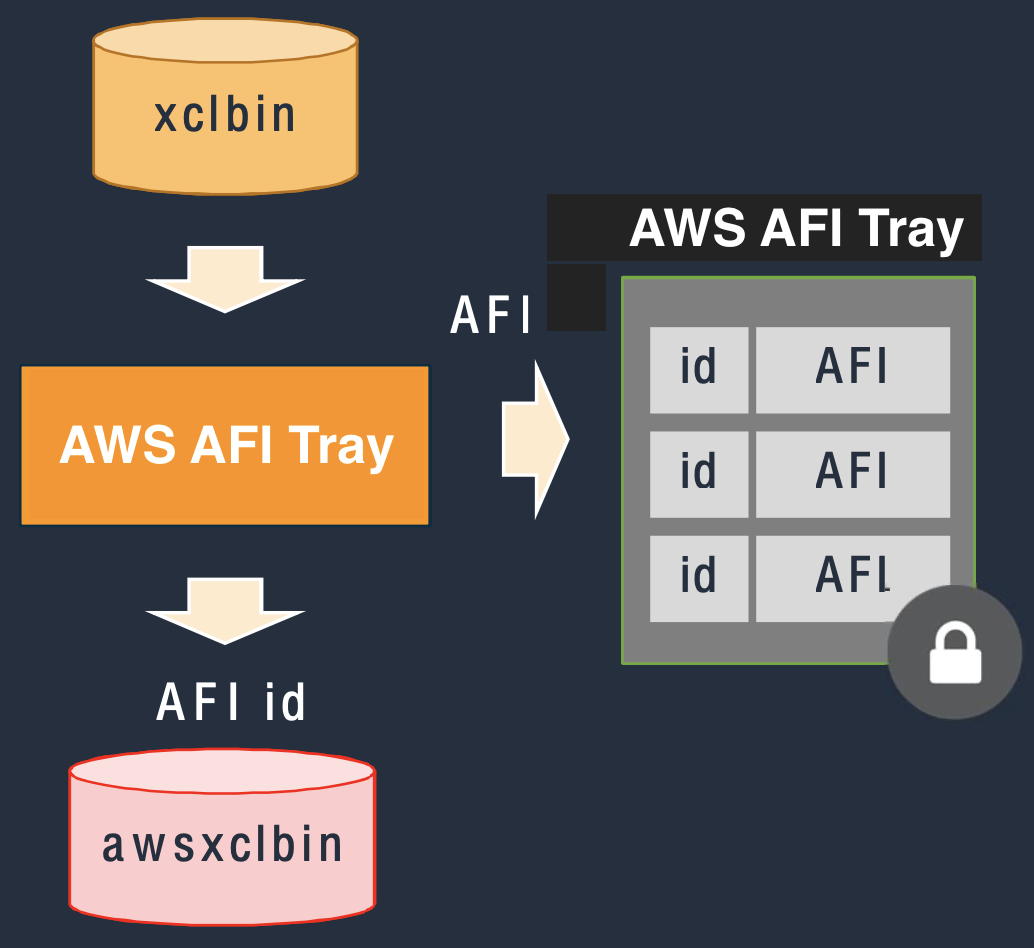 xclbin
AWS AFI Tray
AFI id
awsxclbin
AFI
AWS AFI Tray
id AFI
id AFI
id AFI